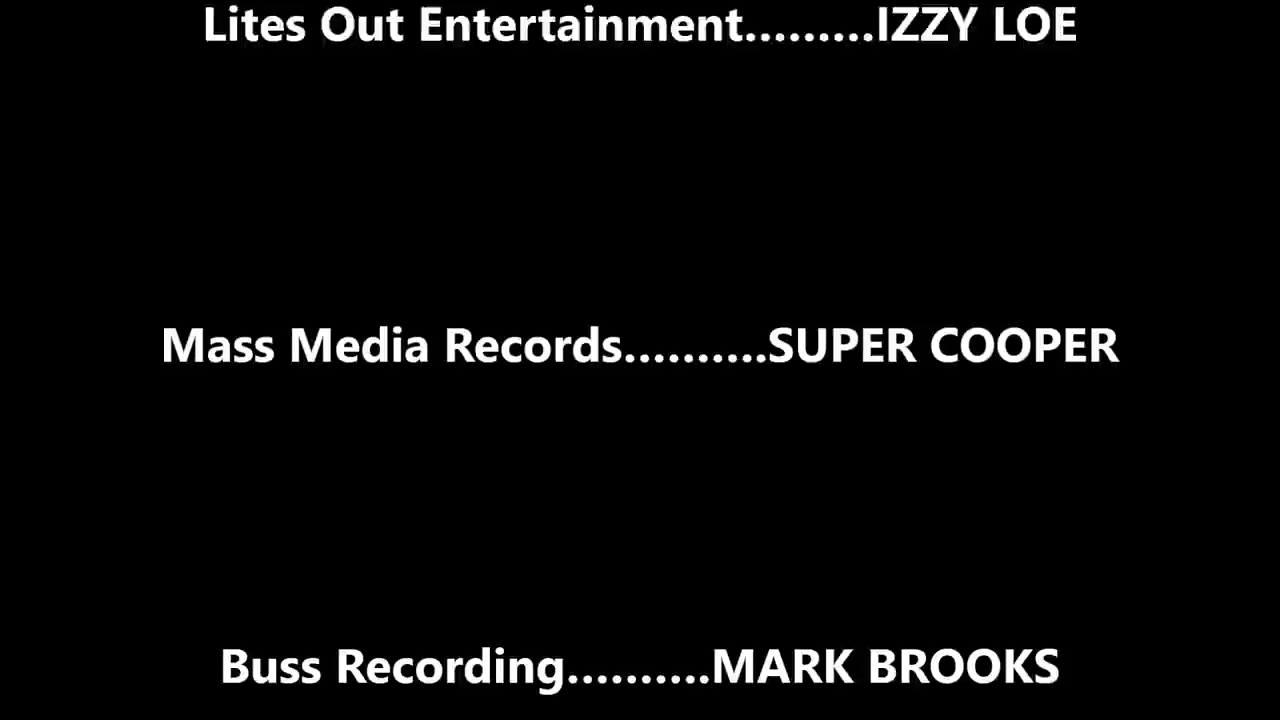 Lites Out Entertainment.........IZZY LOE
Mass Media Records..........SUPER COOPER
Buss Recording..........MARK BROOKS